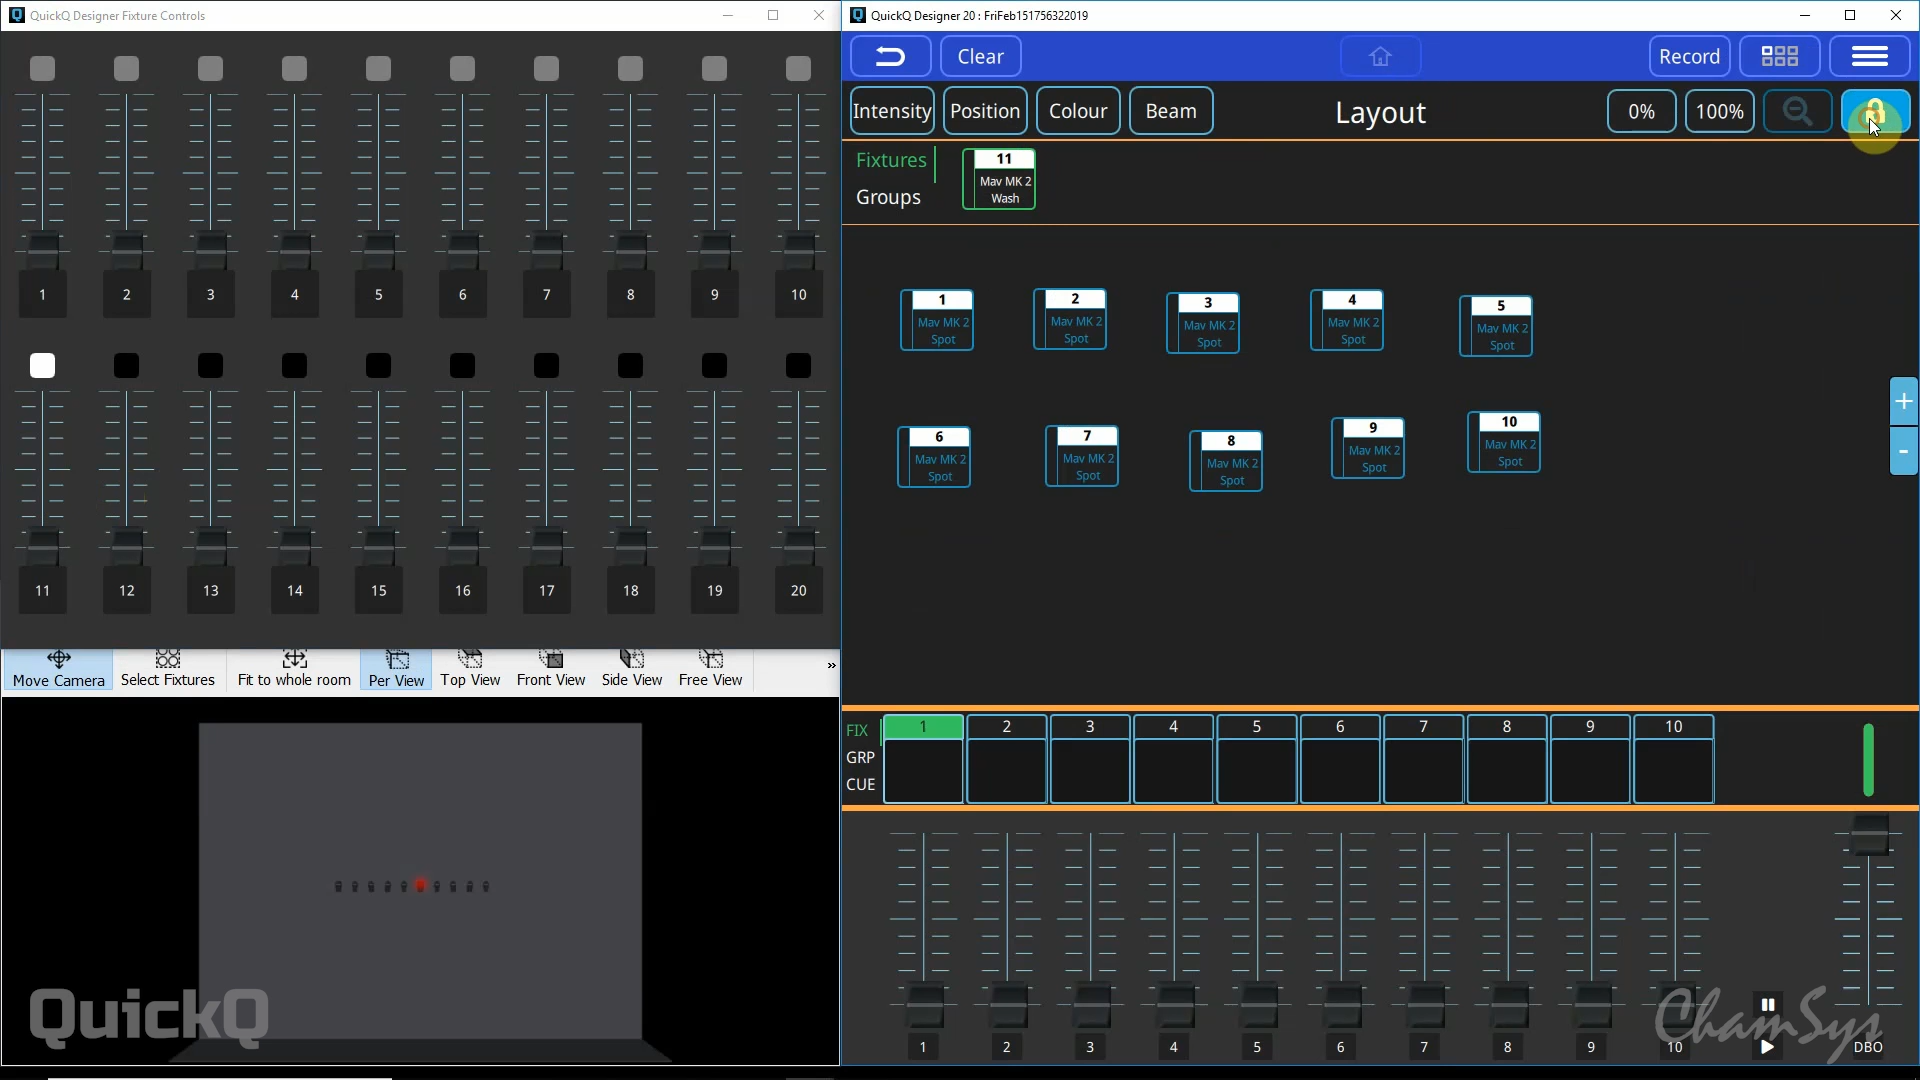 QuickQ Designer Fixture Controls
1 2 3 4 5 6 7 8 9 10
11 12 13 14 15 16 17 18 19 20
Move Camera Select Fixtures Fit to whole room Per View Top View Front View Side View Free View »
QuickQ
QuickQ Designer 20 : FriFeb151756322019
Clear Record
Intensity Position Colour Beam Layout 0% 100%
Fixtures
Groups
11
Mav MK 2
Wash
1
Mav MK 2
Spot
2
Mav MK 2
Spot
3
Mav MK 2
Spot
4
Mav MK 2
Spot
5
Mav MK 2
Spot
6
Mav MK 2
Spot
7
Mav MK 2
Spot
8
Mav MK 2
Spot
9
Mav MK 2
Spot
10
Mav MK 2
Spot
+
-
FIX 1 2 3 4 5 6 7 8 9 10
GRP
CUE
ChamSys
1 2 3 4 5 6 7 8 9 10 DBO